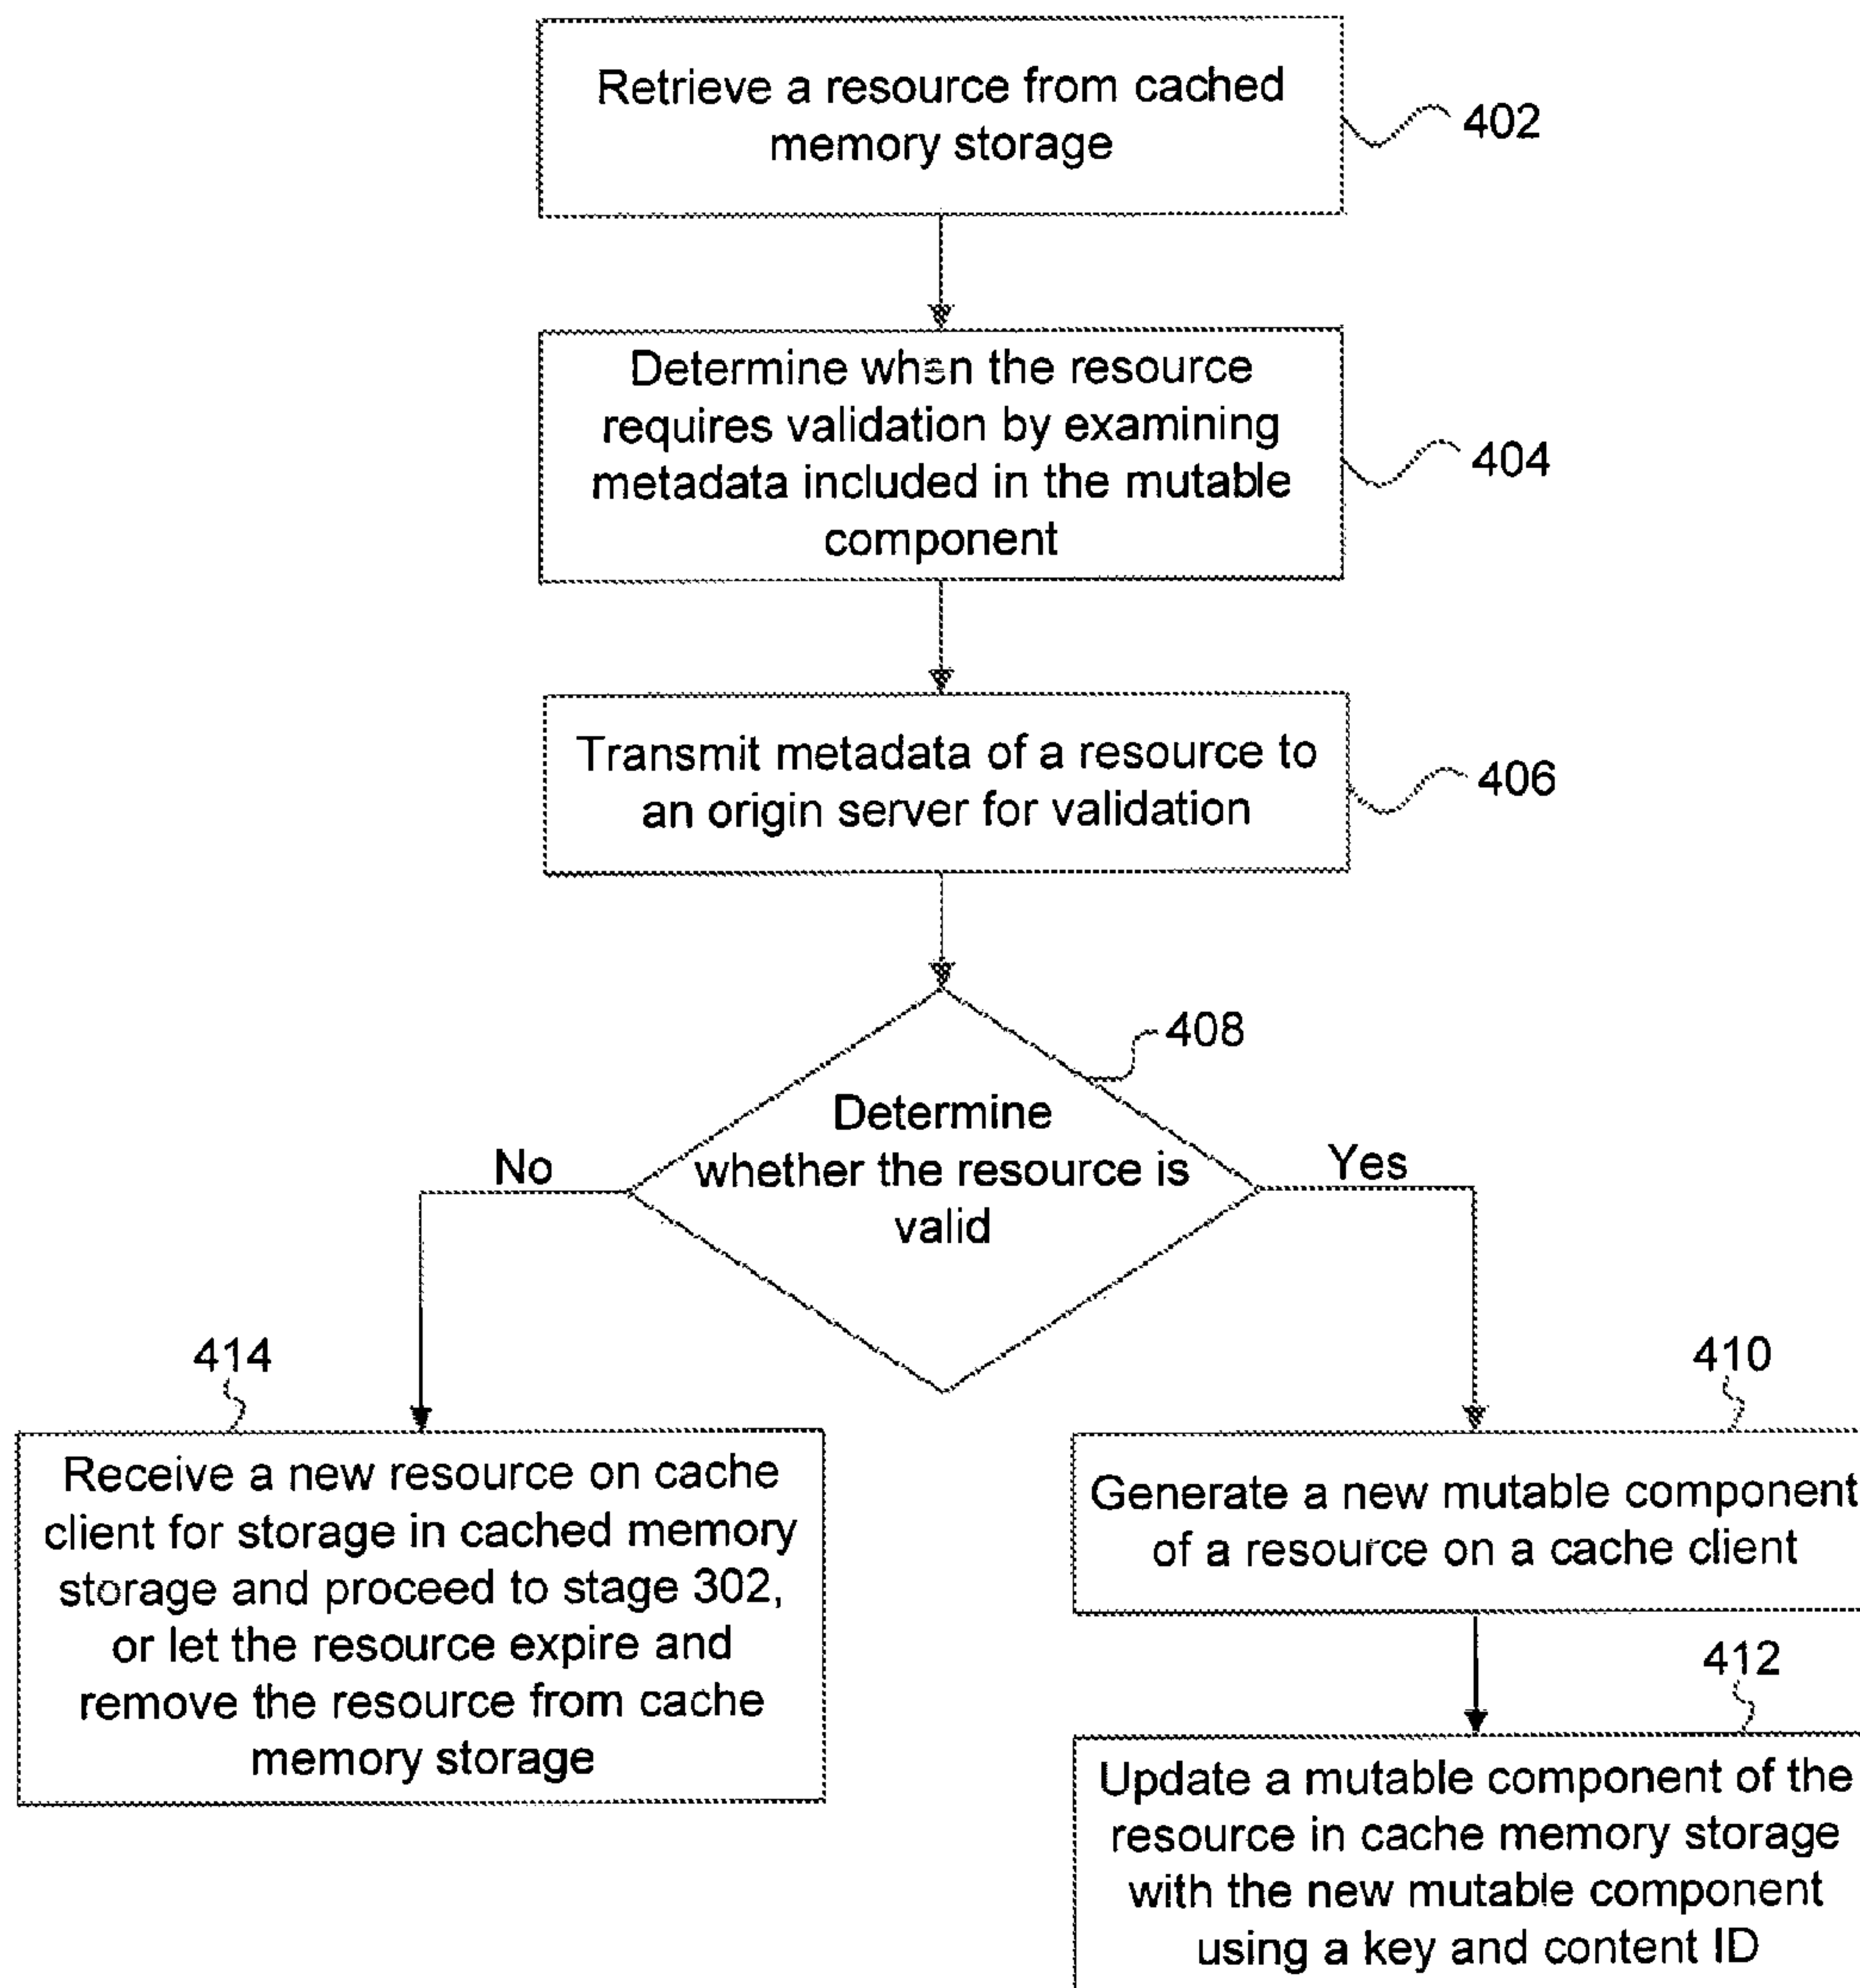 Retrieve a resource from cached
memory storage
402
Determine when the resource
requires validation by examining
metadata included in the mutable
component
404
Transmit metadata of a resource to
an origin server for validation
406
408
Determine
whether the resource is
valid
No
Yes
414
Receive a new resource on cache
client for storage in cached memory
storage and proceed to stage 302,
or let the resource expire and
remove the resource from cache
memory storage
410
Generate a new mutable component
of a resource on a cache client
412
Update a mutable component of the
resource in cache memory storage
with the new mutable component
using a key and content ID